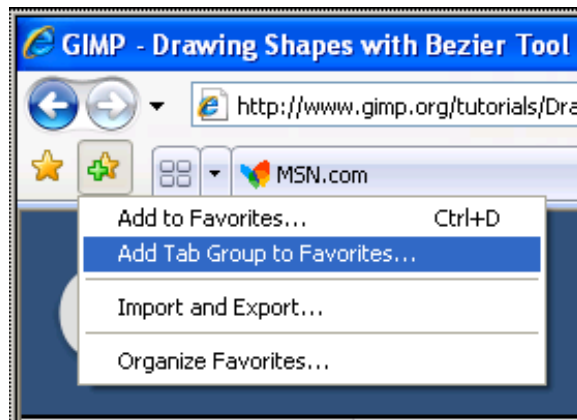 GIMP - Drawing Shapes with Bezier Tool
http://www.gimp.org/tutorials/Dra
MSN.com
Add to Favorites... Ctrl+D
Add Tab Group to Favorites...
Import and Export...
Organize Favorites...